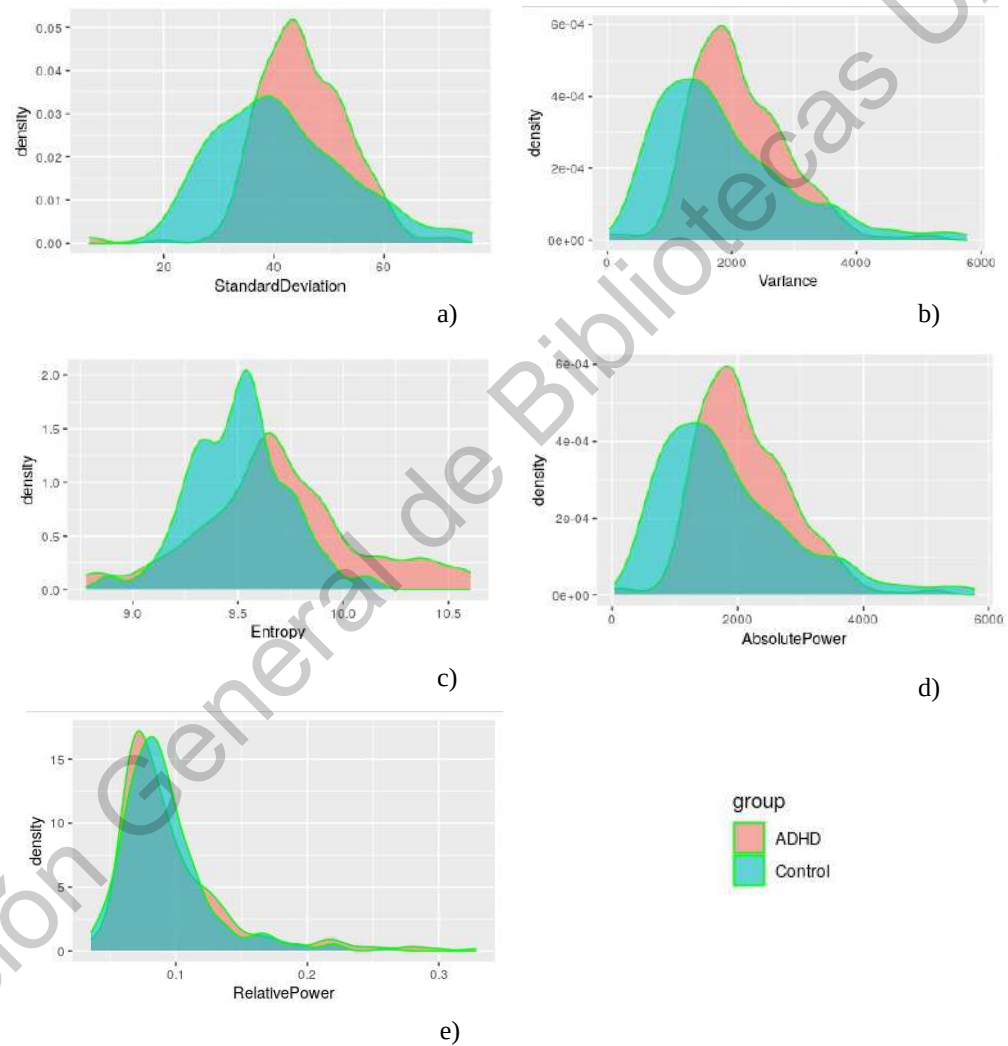 0.05
0.04
0.03
0.02
0.01
0.00
density
20 40 60
StandardDeviation
a)
6e-04
4e-04
2e-04
0e+00
density
0 2000 4000 6000
Variance
b)
2.0
1.5
1.0
0.5
0.0
density
9.0 9.5 10.0 10.5
Entropy
c)
6e-04
4e-04
2e-04
0e+00
density
0 2000 4000 6000
AbsolutePower
d)
15
10
5
0
density
0.1 0.2 0.3
RelativePower
e)
group
ADHD
Control
General de Bibliotecas